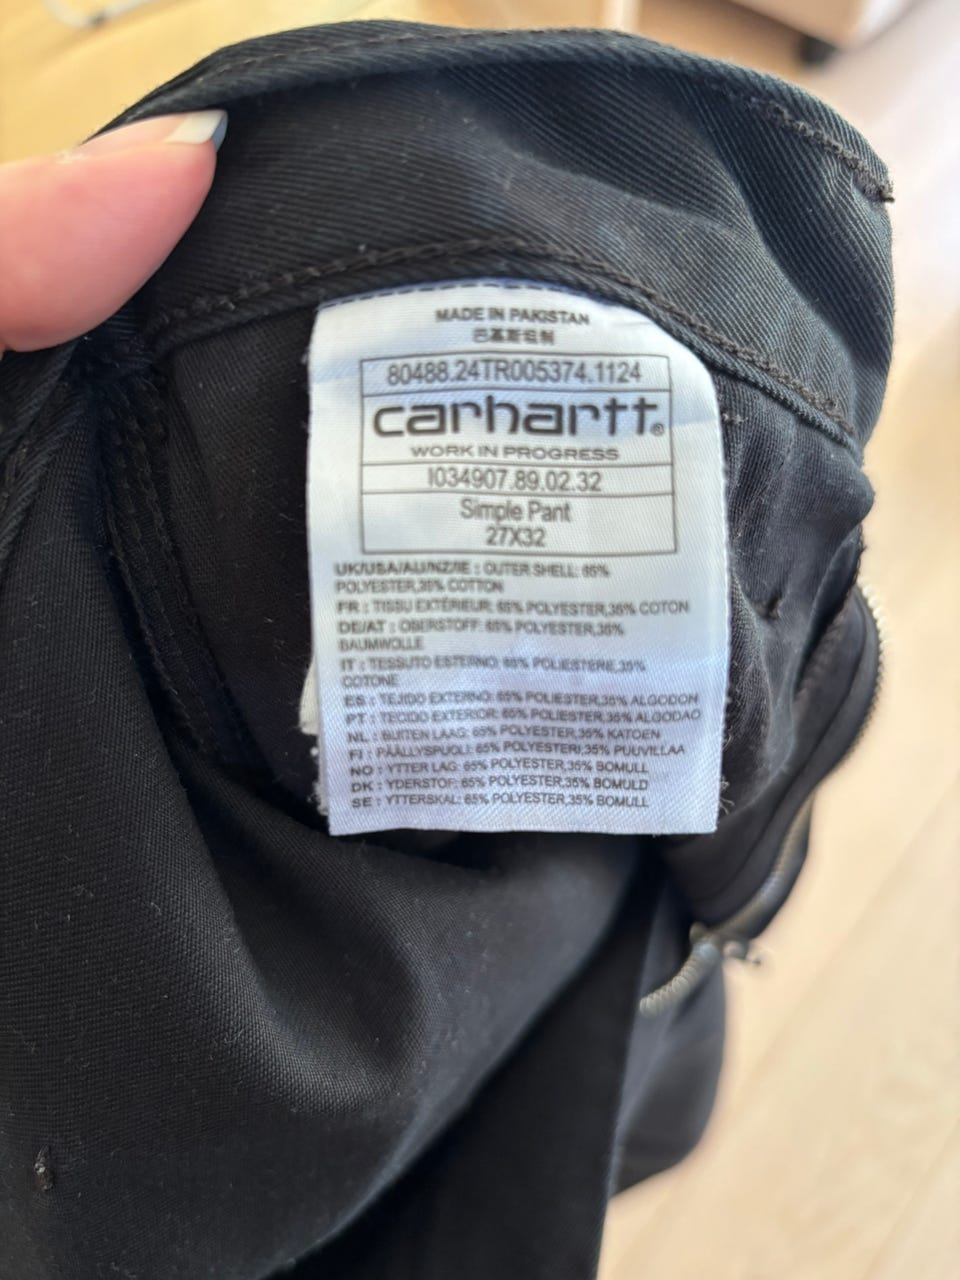 MADE IN PAKISTAN
巴基斯坦制
80488.24TR005374.1124
carhartt®
WORK IN PROGRESS
I034907.89.02.32
Simple Pant
27X32
UK/USA/AU/NZ/IE : OUTER SHELL: 65%
POLYESTER,35% COTTON
FR : TISSU EXTÉRIEUR: 65% POLYESTER,35% COTON
DE/AT : OBERSTOFF: 65% POLYESTER,35%
BAUMWOLLE
IT : TESSUTO ESTERNO: 65% POLIESTERE,35%
COTONE
ES : TEJIDO EXTERNO: 65% POLIESTER,35% ALGODON
PT : TECIDO EXTERIOR: 65% POLIESTER,35% ALGODAO
NL : BUITEN LAAG: 65% POLYESTER,35% KATOEN
FI : PÄÄLLYSPUOLI: 65% POLYESTERI,35% PUUVILLAA
NO : YTTER LAG: 65% POLYESTER,35% BOMULL
DK : YDERSTOF: 65% POLYESTER,35% BOMULD
SE : YTTERSKAL: 65% POLYESTER,35% BOMULL